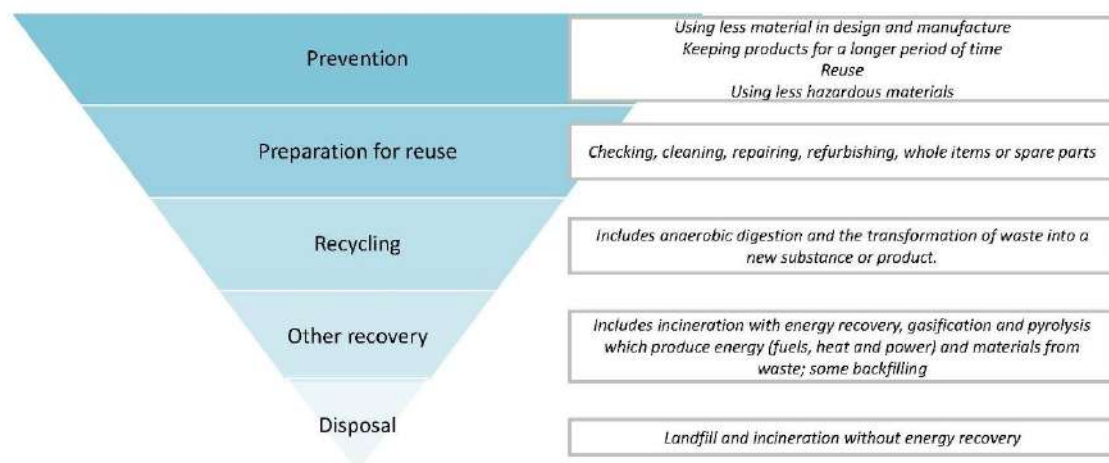 Prevention
Using less material in design and manufacture
Keeping products for a longer period of time
Reuse
Using less hazardous materials
Preparation for reuse
Checking, cleaning, repairing, refurbishing, whole items or spare parts
Recycling
Includes anaerobic digestion and the transformation of waste into a
new substance or product.
Other recovery
Includes incineration with energy recovery, gasification and pyrolysis
which produce energy (fuels, heat and power) and materials from
waste; some backfilling
Disposal
Landfill and incineration without energy recovery